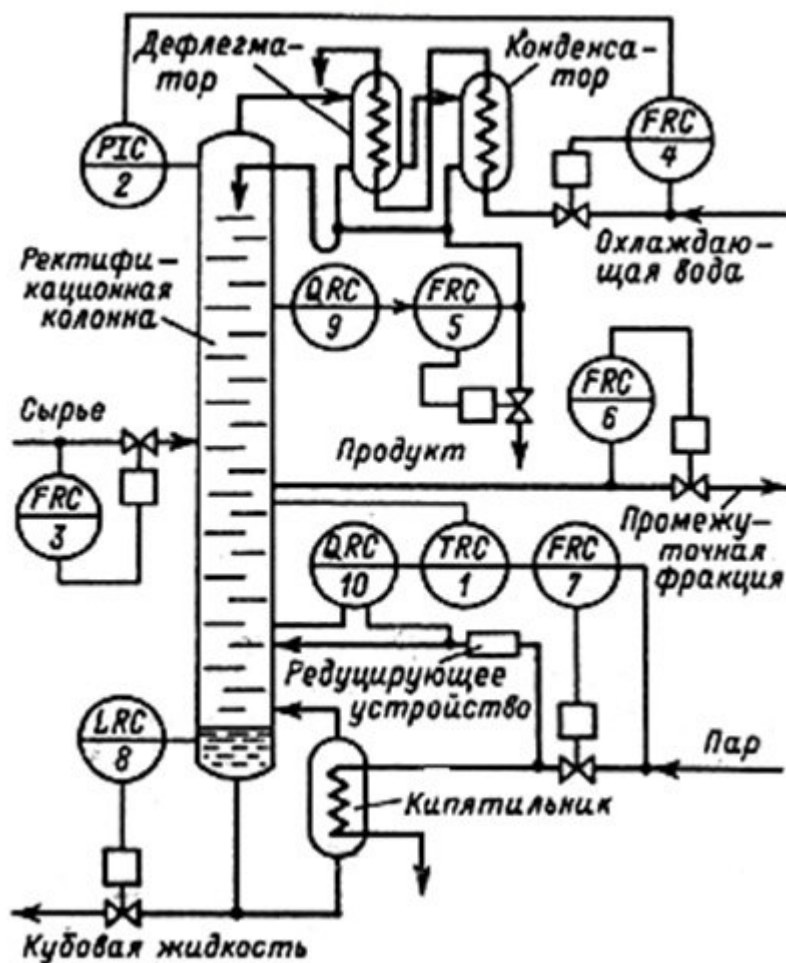 Дефлегма-
тор
Конденса-
тор
PIC
2
FRC
4
Охлаждаю-
щая вода
Ректифи-
кационная
колонна
QRC
9
FRC
5
FRC
6
Сырье
Продукт
FRC
3
Промежу-
точная
фракция
QRC
10
TRC
1
FRC
7
Редуцирующее
устройство
LRC
8
Пар
Кипятильник
Кубовая жидкость